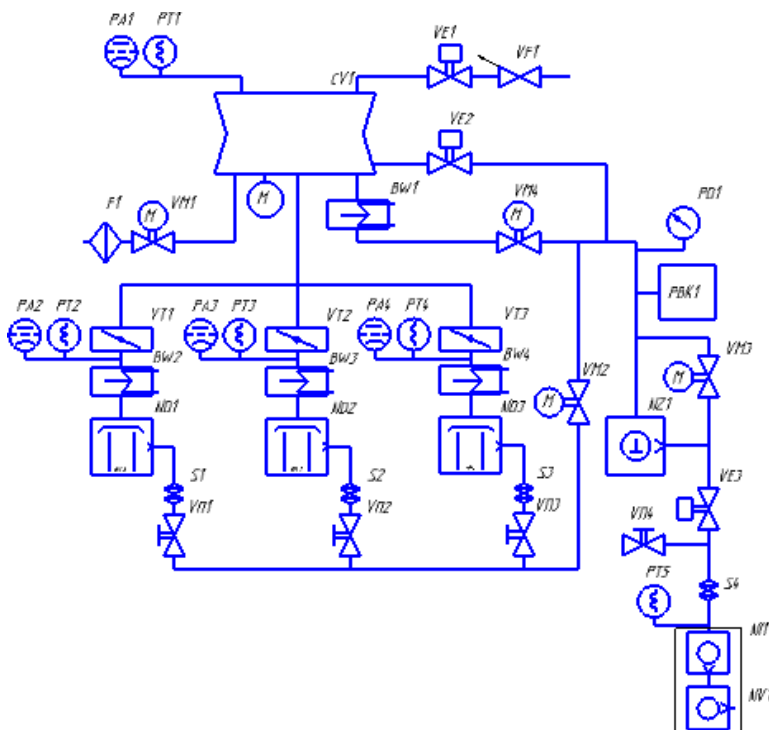 PA1 PT1 VE1 VF1
CV1
VE2
F1 VM1 M M BW1 VM4 M PD1
PBK1
PA2 PT2 VT1 PA3 PT3 VT2 PA4 PT4 VT3
BW2 BW3 BW4 VM2 VM3
M M
ND1 ND2 ND3 NZ1
S1 S2 S3 VE3
VП1 VП2 VП3 VП4
PT5 S4
NI1
NV1